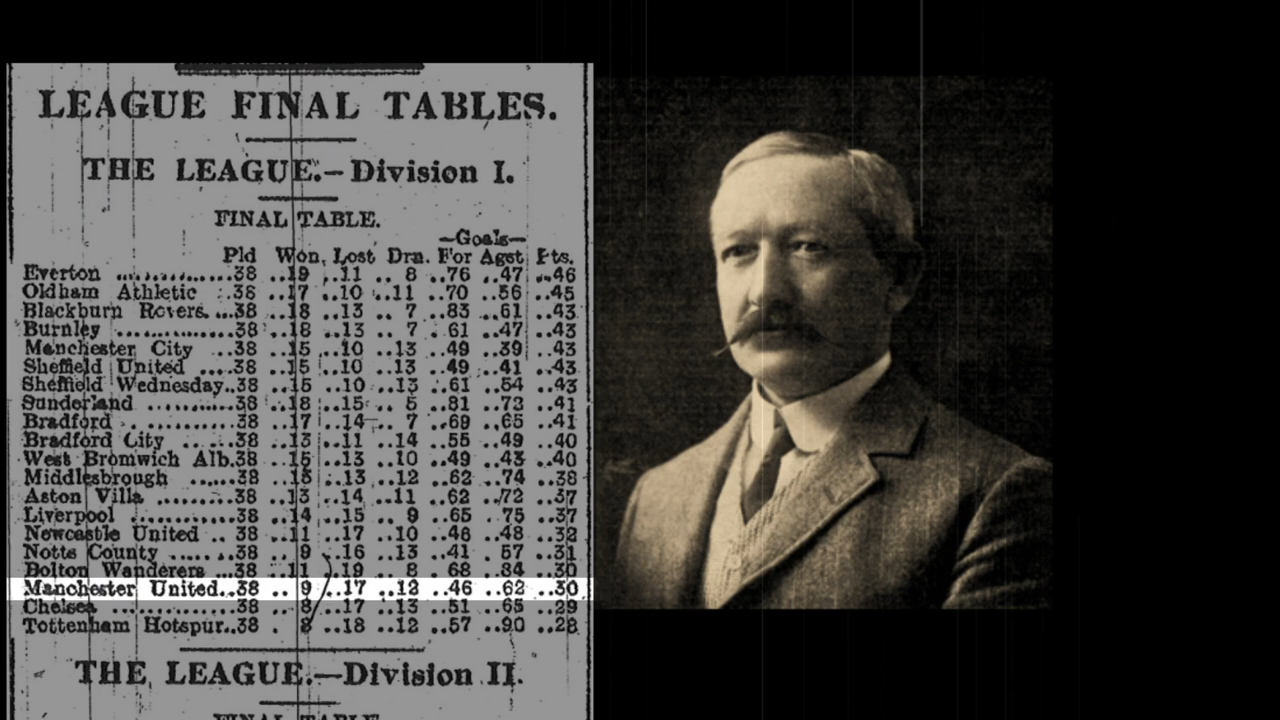 LEAGUE FINAL TABLES.
THE LEAGUE.—Division I.
FINAL TABLE.
—Goals—
Pld Won. Lost Drn. For Agst Pts.
Everton ............38 ..19 ..11 .. 8 ..76 ..47 ..46
Oldham Athletic ..38 ..17 ..10 ..11 ..70 ..56 ..45
Blackburn Rovers. ...38 ..18 ..13 .. 7 ..83 ..61 ..43
Burnley ............38 ..18 ..13 .. 7 ..61 ..47 ..43
Manchester City ...38 ..15 ..10 ..13 ..49 ..39 ..43
Sheffield United ....38 ..15 ..10 ..13 ..49 ..41 ..43
Sheffield Wednesday..38 ..15 ..10 ..13 ..61 ..54 ..43
Sunderland .........38 ..18 ..15 .. 5 ..81 ..73 ..41
Bradford ...........38 ..17 ..14 .. 7 ..69 ..65 ..41
Bradford City .....38 ..13 ..11 ..14 ..55 ..49 ..40
West Bromwich Alb.38 ..15 ..13 ..10 ..49 ..43 ..40
Middlesbrough .....38 ..13 ..13 ..12 ..62 ..74 ..38
Aston Villa ........38 ..13 ..14 ..11 ..62 ..72 ..37
Liverpool ..........38 ..14 ..15 .. 9 ..65 ..75 ..37
Newcastle United ..38 ..11 ..17 ..10 ..46 ..48 ..32
Notts County ......38 .. 9 ..16 ..13 ..41 ..57 ..31
Bolton Wanderers ...38 ..11 ..19 .. 8 ..68 ..84 ..30
Manchester United..38 .. 9 ..17 ..12 ..46 ..62 ..30
Chelsea ............38 .. 8 ..17 ..13 ..51 ..65 ..29
Tottenham Hotspur..38 . 8 ..18 ..12 ..57 ..90 ..28
THE LEAGUE.—Division II.
FINAL TABLE